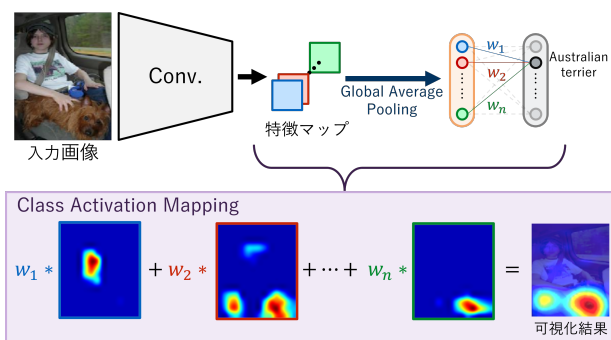 Conv.
w1
w2
wn
Australian
terrier
Global Average
Pooling
特徴マップ
入力画像
Class Activation Mapping
w1 * + w2 * + ⋯ + wn * =
可視化結果